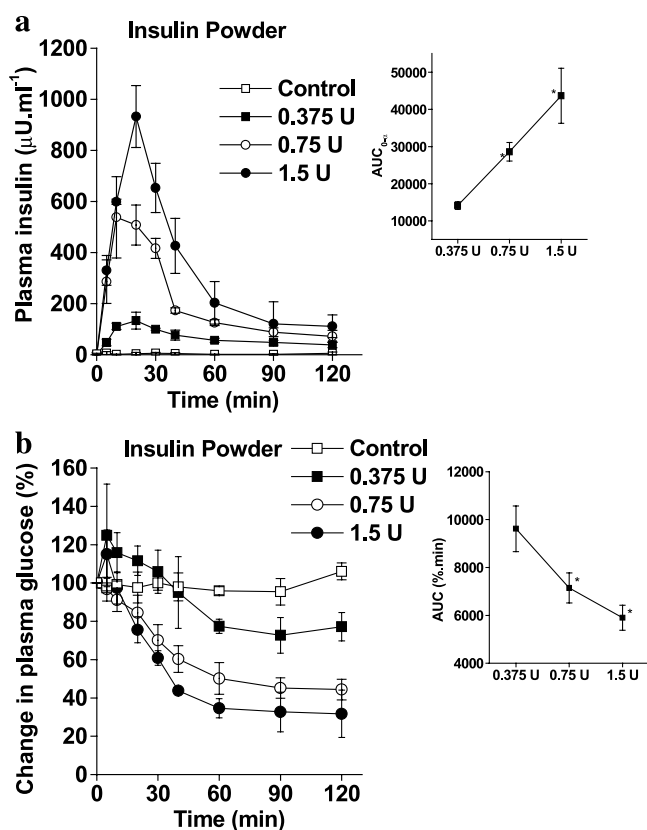 a
Insulin Powder
Control
0.375 U
0.75 U
1.5 U
Plasma insulin (µU.ml⁻¹)
1200
1000
800
600
400
200
0
0 30 60 90 120
Time (min)
AUC
50000
40000
30000
20000
10000
0.375 U 0.75 U 1.5 U
*
*
b
Insulin Powder
Control
0.375 U
0.75 U
1.5 U
Change in plasma glucose (%)
160
140
120
100
80
60
40
20
0
0 30 60 90 120
Time (min)
AUC (%.min)
12000
10000
8000
6000
4000
0.375 U 0.75 U 1.5 U
*
*